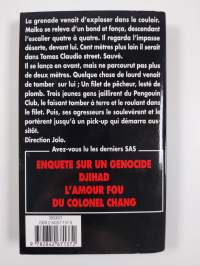 La grenade venait d'exploser dans le couloir.
Malko se releva d'un bond et fonça, descendant
l'escalier quatre à quatre. Il regarda l'impasse
déserte, devant lui. Cent mètres plus loin il serait
dans Tomas Claudio street. Sauvé.
Il se lança en avant, mais ne parcourut pas plus
de deux mètres. Quelque chose de lourd venait
de tomber sur lui ; Un filet de pêcheur, lesté de
plomb. Trois jeunes gens jaillirent du Penguoin
Club, le faisant tomber à terre et le roulant dans
le filet. Puis, ses agresseurs le soulevèrent et le
portèrent jusqu'à un pick-up qui démarra aus-
sitôt.
Direction Jolo.
Avez-vous lu les derniers SAS
ENQUETE SUR UN GENOCIDE
DJIHAD
L'AMOUR FOU
DU COLONEL CHANG